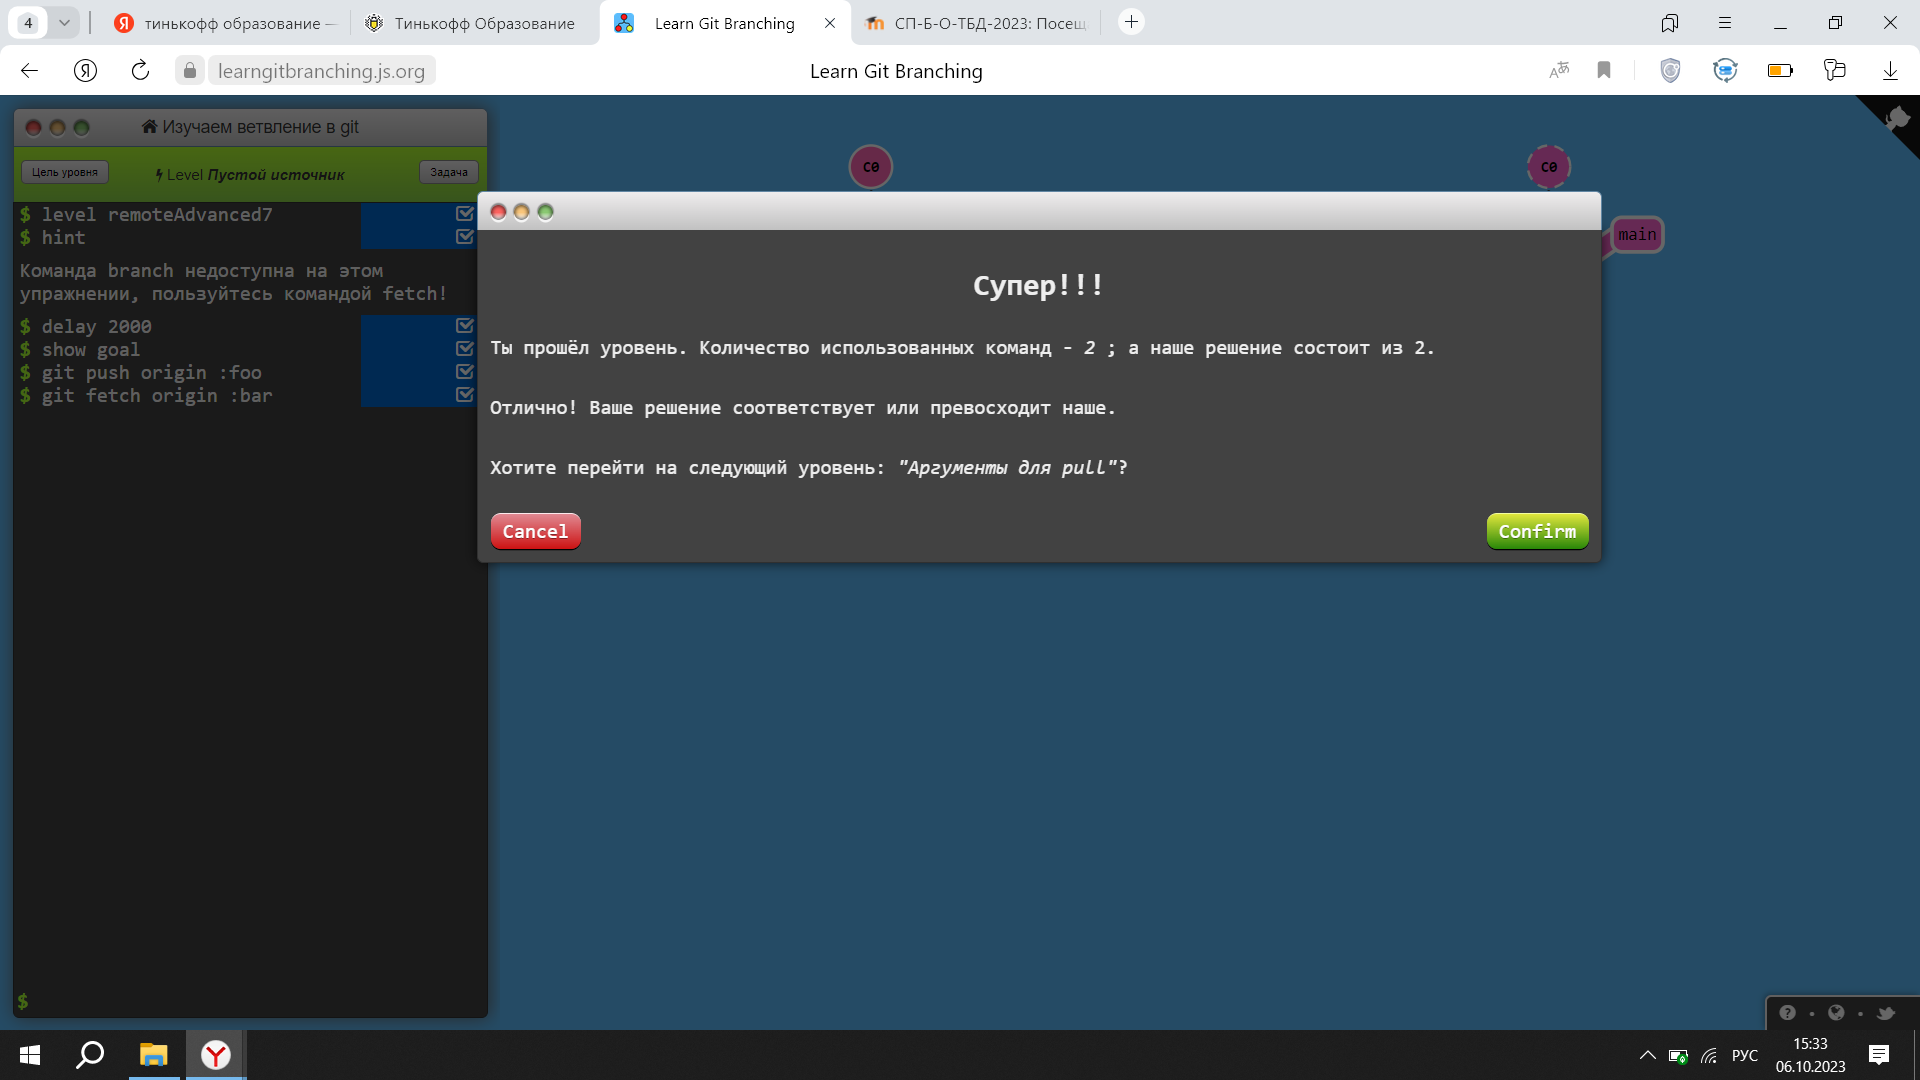 4
тинькофф образование —
Тинькофф Образование
Learn Git Branching
СП-Б-О-ТБД-2023: Посещ
learngitbranching.js.org
Learn Git Branching
Изучаем ветвление в git
Цель уровня
Level Пустой источник
Задача
$ level remoteAdvanced7
$ hint
Команда branch недоступна на этом
упражнении, пользуйтесь командой fetch!
$ delay 2000
$ show goal
$ git push origin :foo
$ git fetch origin :bar
$
C0
C0
main
Супер!!!
Ты прошёл уровень. Количество использованных команд - 2 ; а наше решение состоит из 2.
Отлично! Ваше решение соответствует или превосходит наше.
Хотите перейти на следующий уровень: "Аргументы для pull"?
Cancel
Confirm
РУС
15:33
06.10.2023